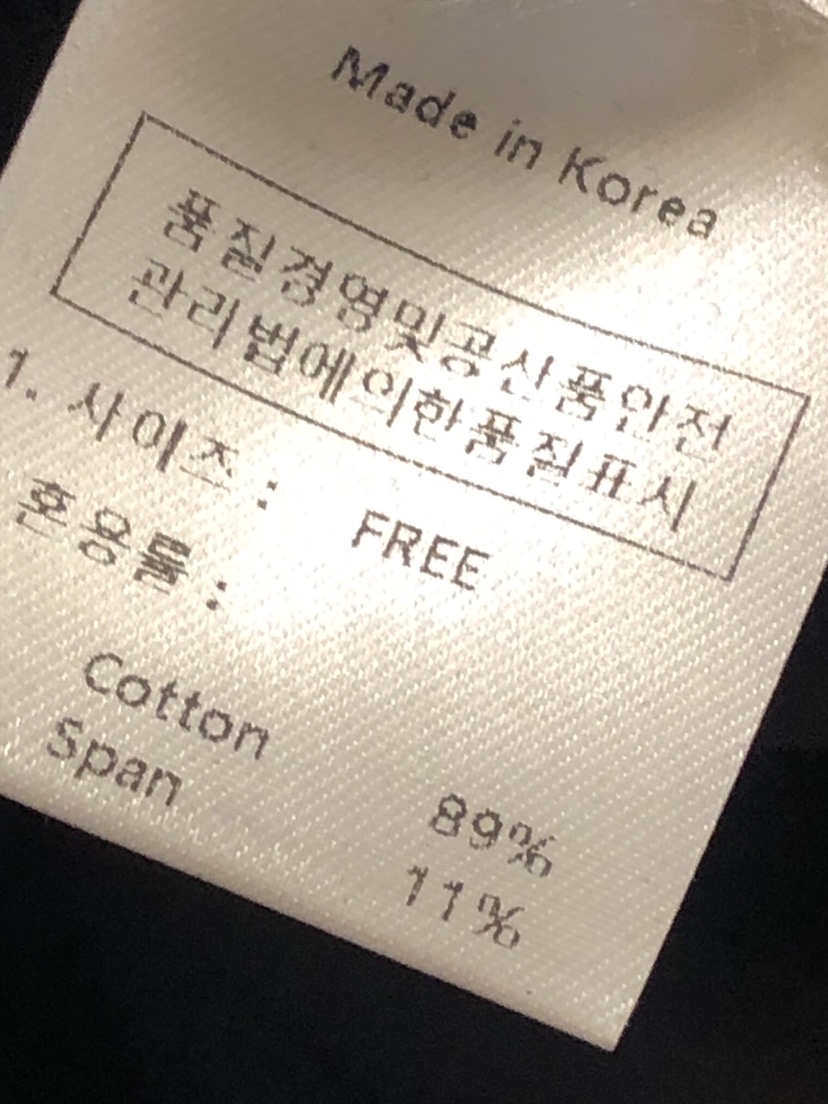 Made in Korea
품질경영및공산품안전
관리법에의한품질표시
1. 사이즈 : FREE
혼용률 :
Cotton 89%
Span 11%